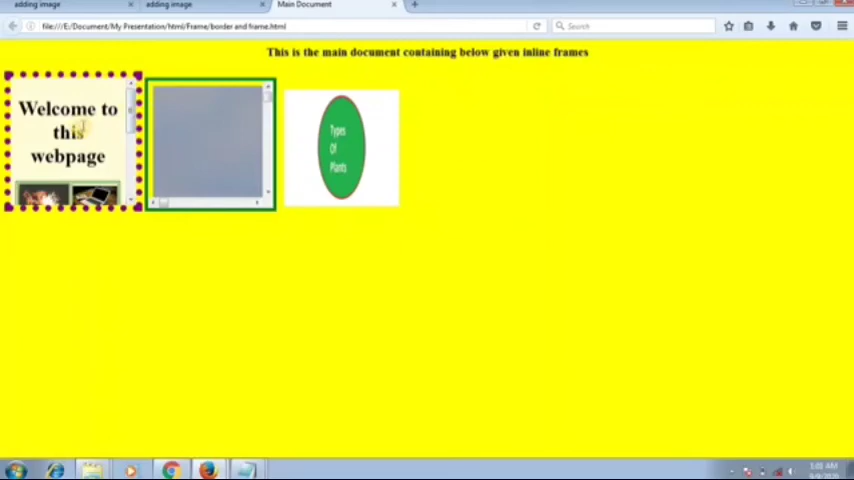 adding image
adding image
Main Document
file:///E:/Document/My Presentation/html/Frame/border and frame.html
Search
This is the main document containing below given inline frames
Welcome to
this
webpage
Types
Of
Plants